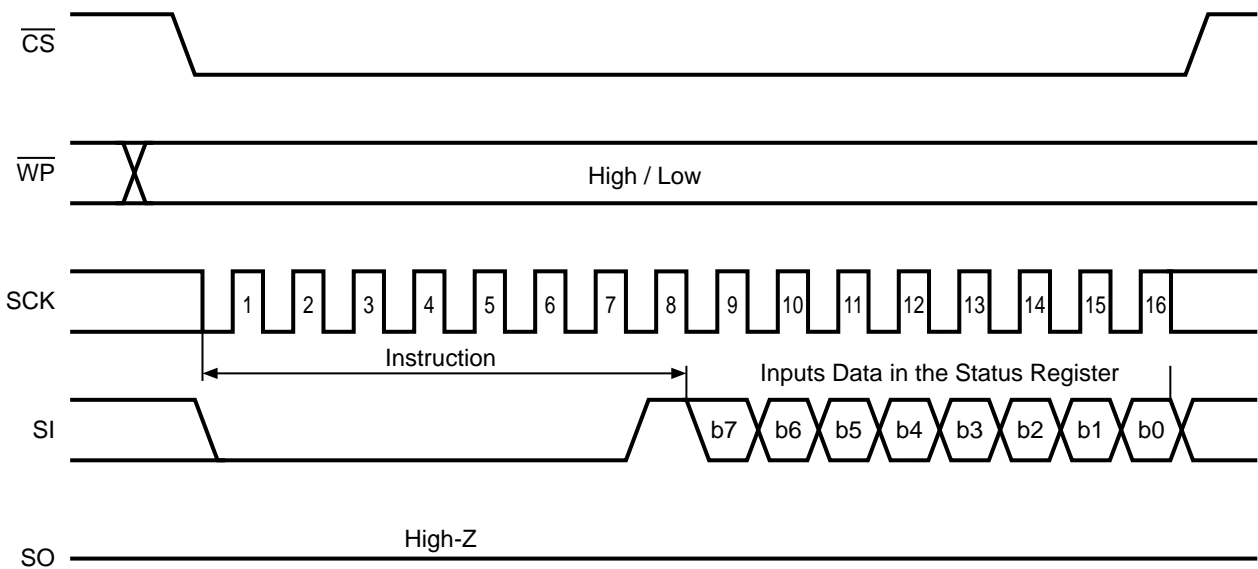 CS
WP
High / Low
SCK
1 2 3 4 5 6 7 8 9 10 11 12 13 14 15 16
Instruction
Inputs Data in the Status Register
SI
b7 b6 b5 b4 b3 b2 b1 b0
High-Z
SO